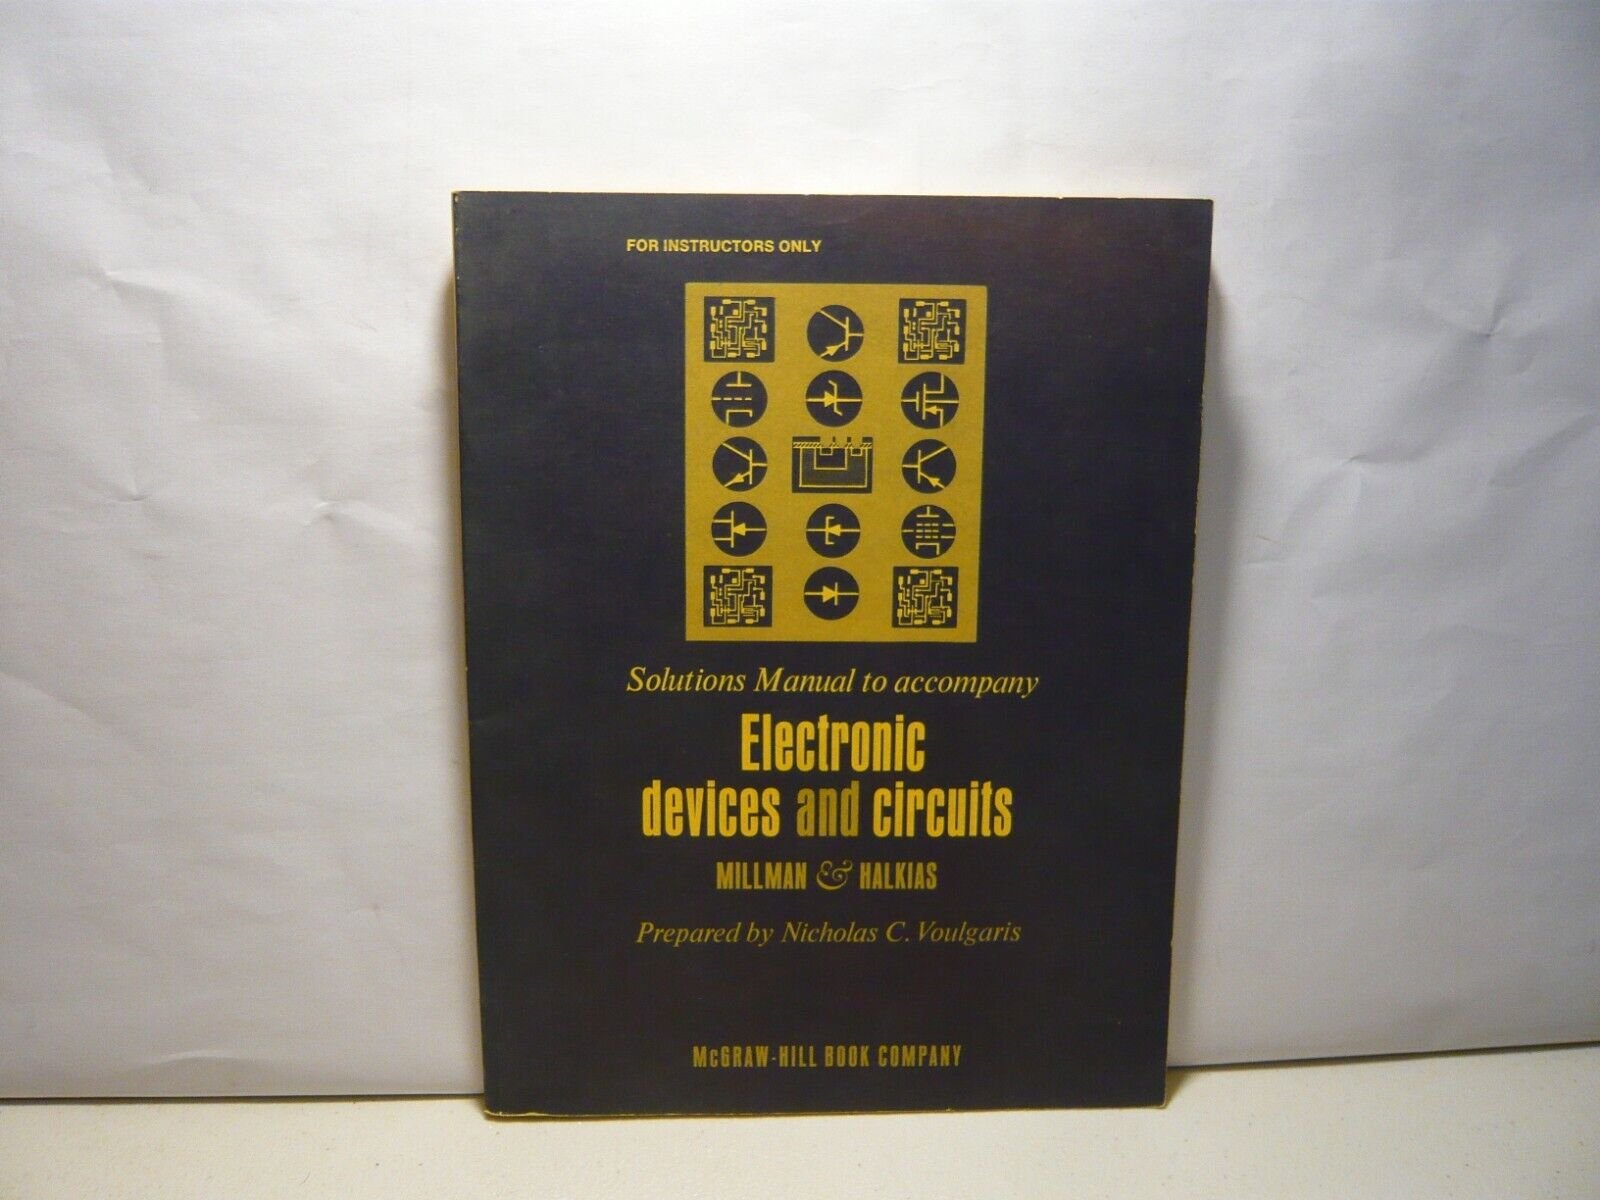 FOR INSTRUCTORS ONLY
Solutions Manual to accompany
Electronic
devices and circuits
MILLMAN & HALKIAS
Prepared by Nicholas C. Voulgaris
McGRAW-HILL BOOK COMPANY